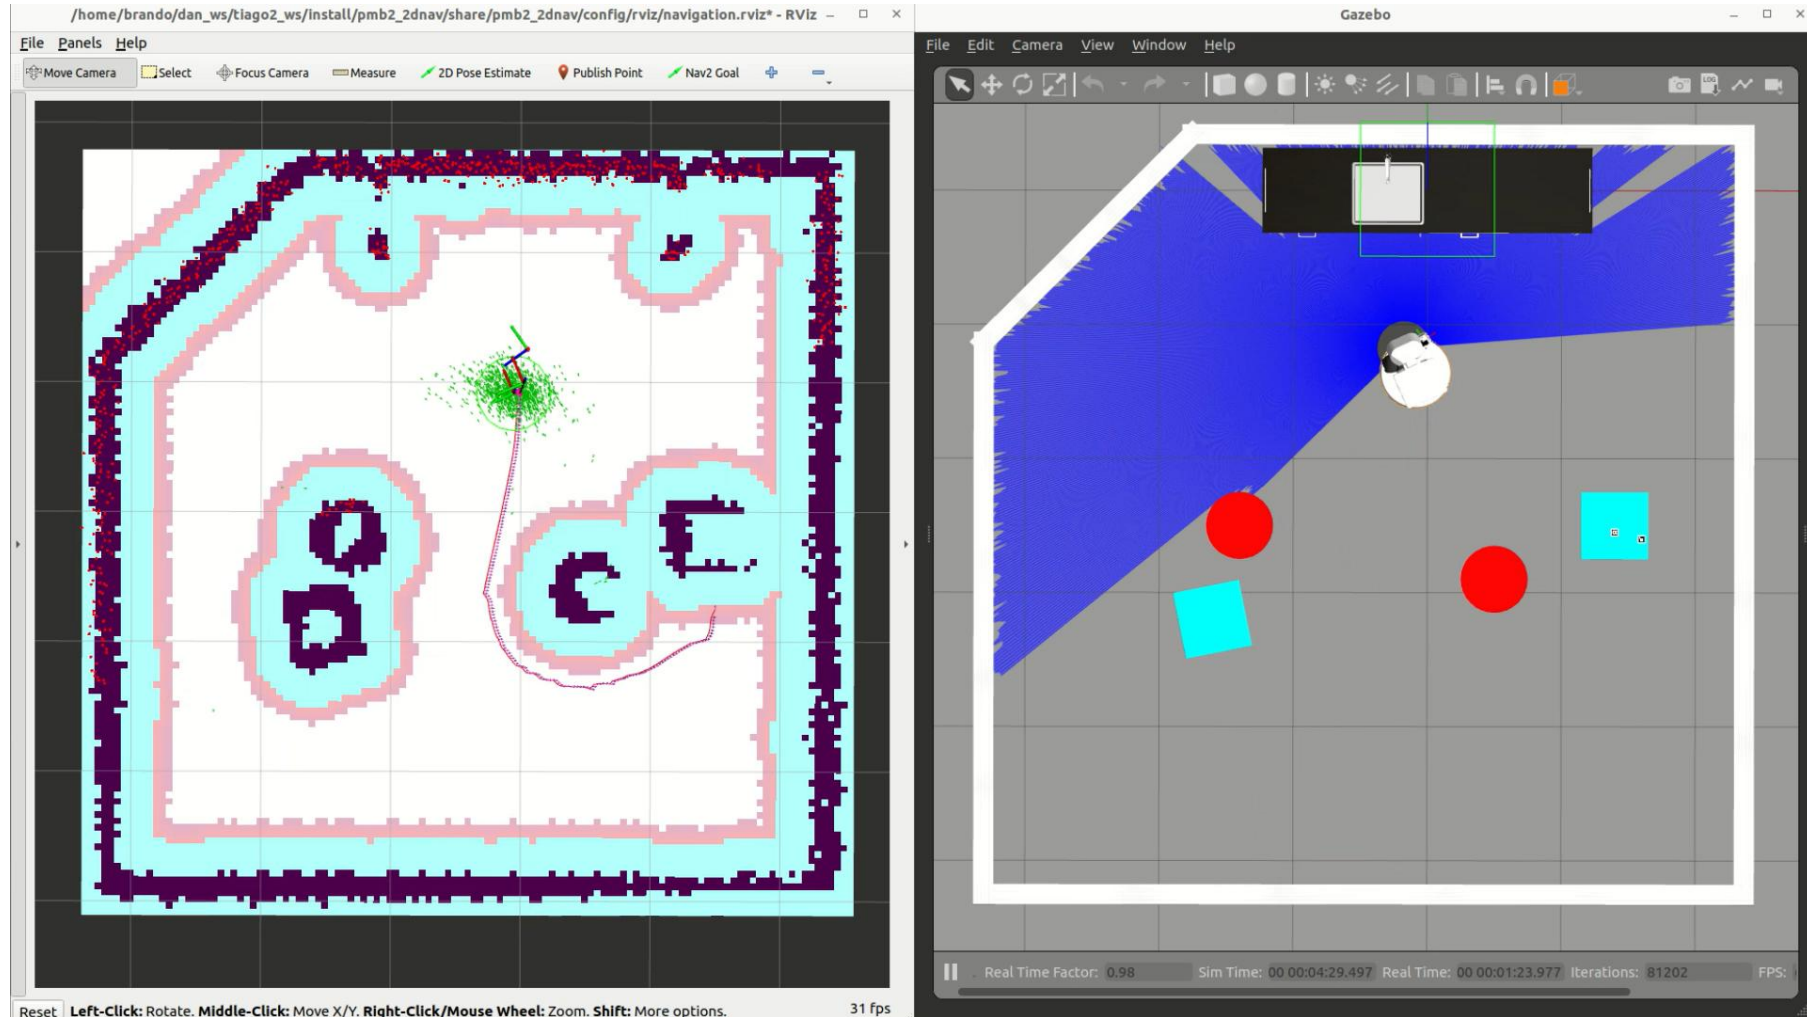 /home/brando/dan_ws/tiago2_ws/install/pmb2_2dnav/share/pmb2_2dnav/config/rviz/navigation.rviz* - RViz
File Panels Help
Move Camera Select Focus Camera Measure 2D Pose Estimate Publish Point Nav2 Goal
Reset Left-Click: Rotate. Middle-Click: Move X/Y. Right-Click/Mouse Wheel: Zoom. Shift: More options. 31 fps
Gazebo
File Edit Camera View Window Help
LOG
Real Time Factor: 0.98 Sim Time: 00 00:04:29.497 Real Time: 00 00:01:23.977 Iterations: 81202 FPS: